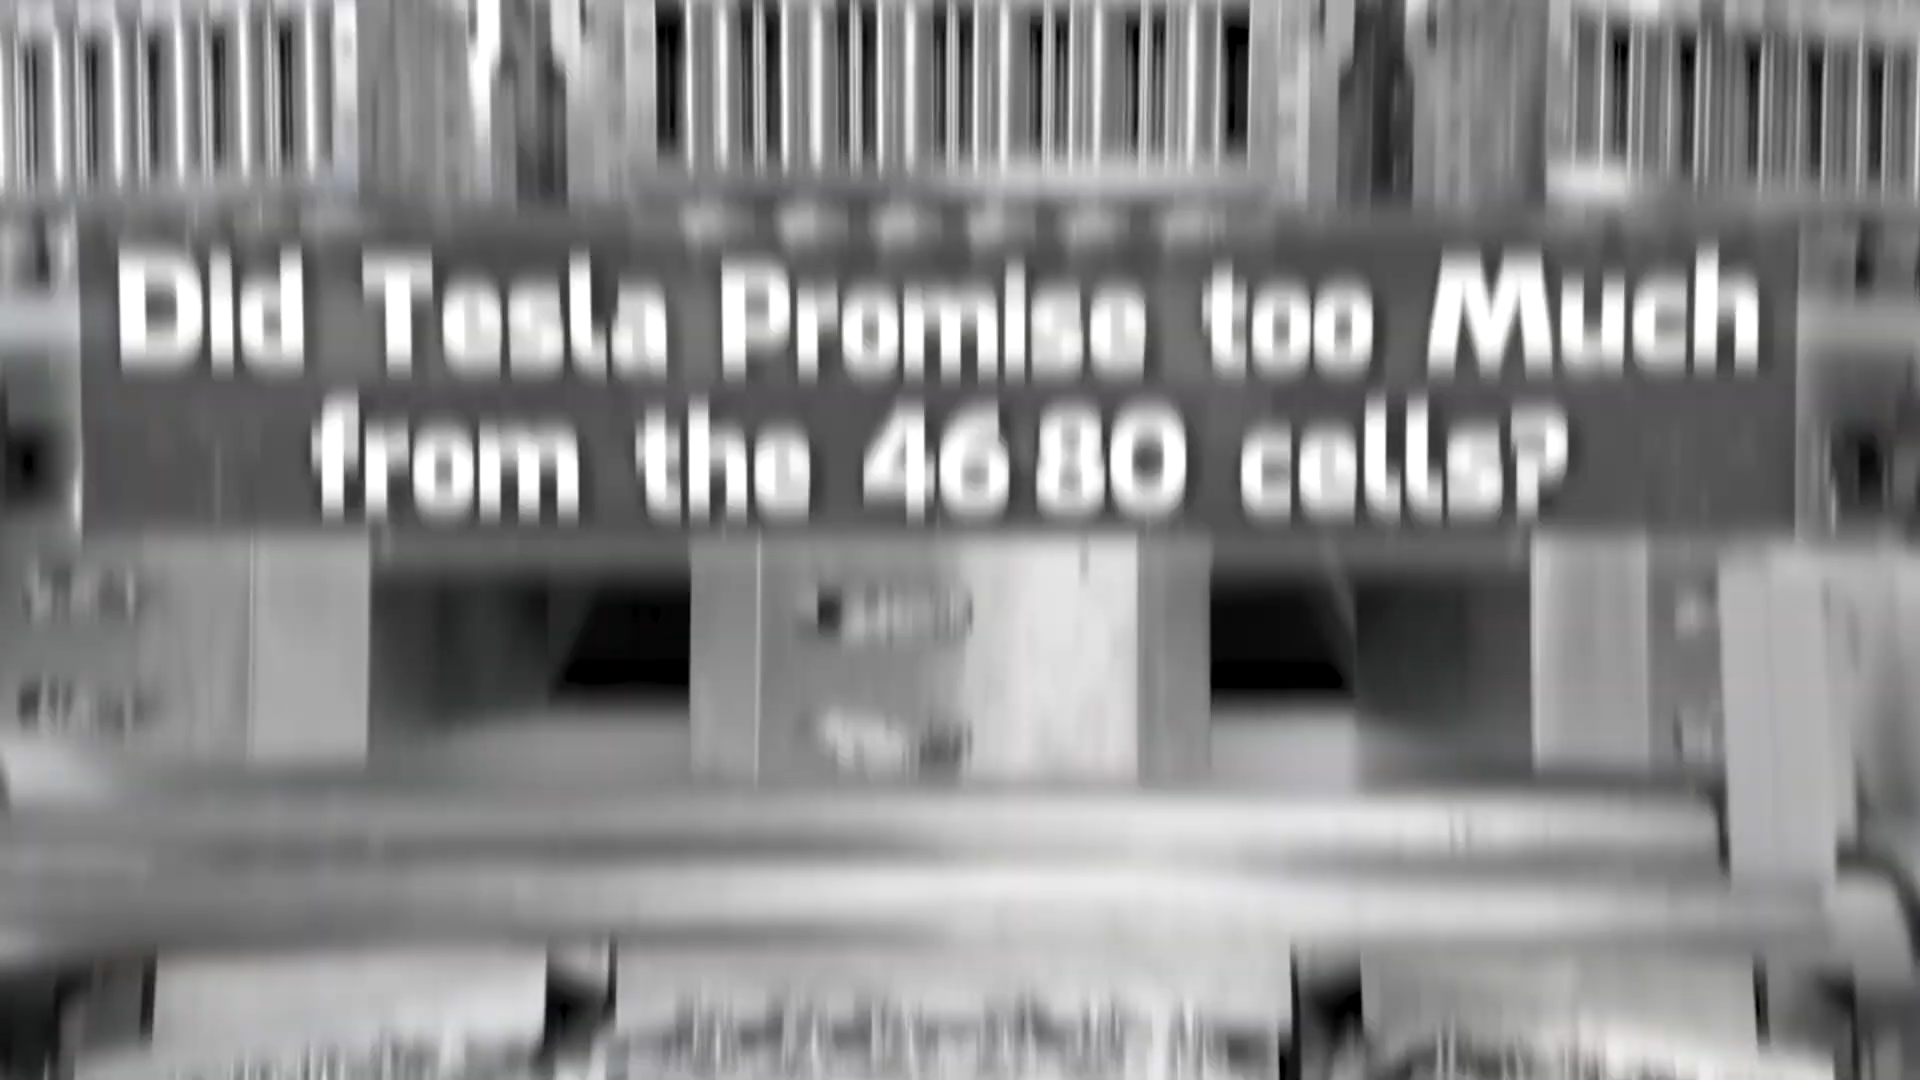 Did Tesla Promise too Much
from the 4680 cells?